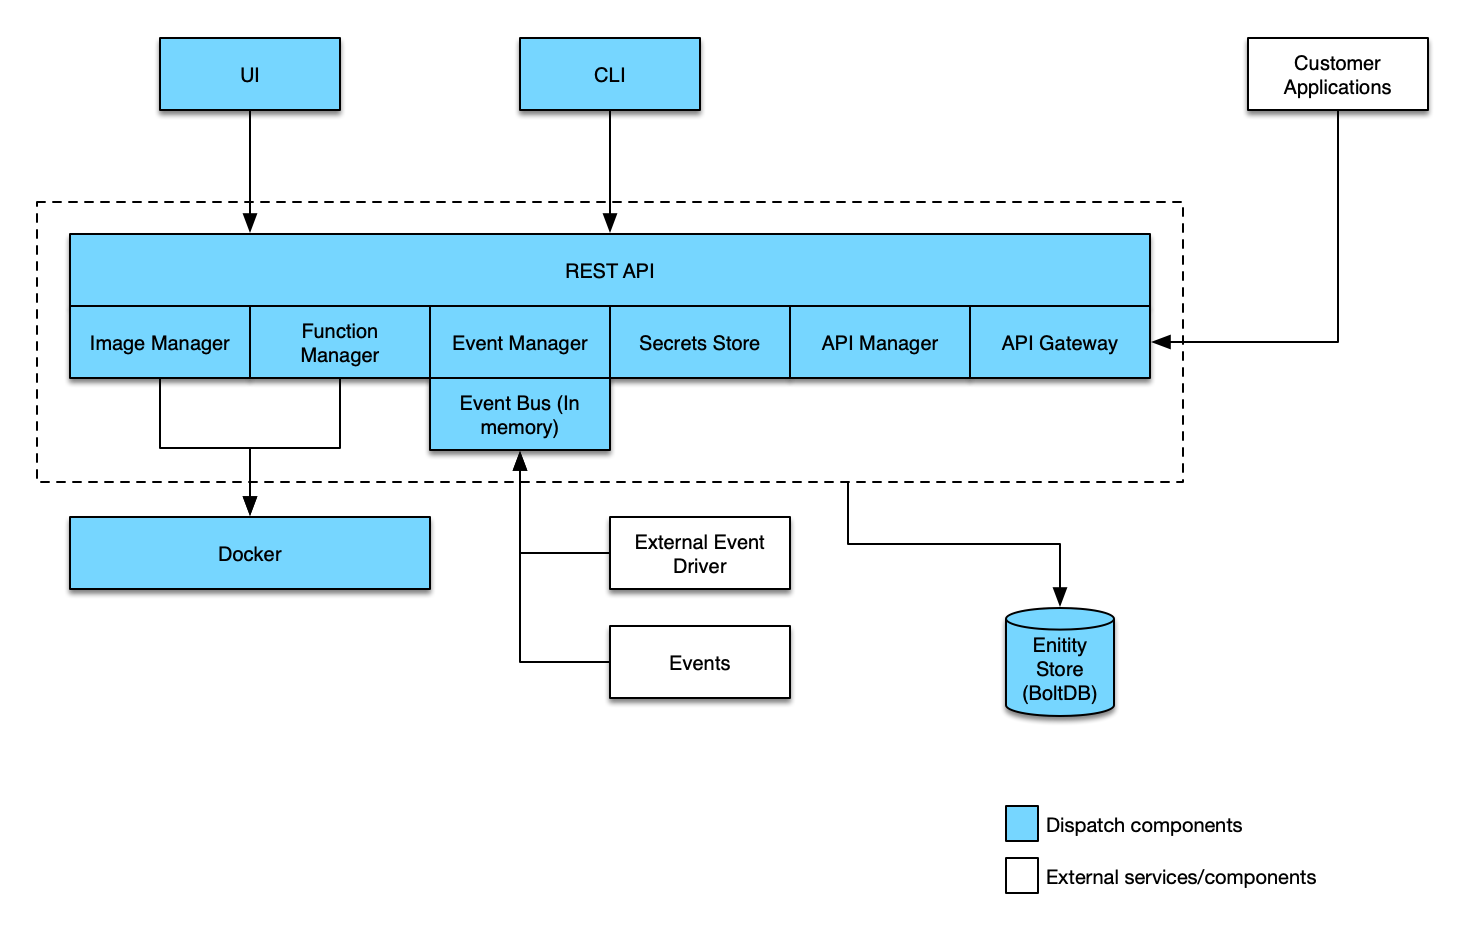 UI
CLI
Customer
Applications
REST API
Image Manager
Function
Manager
Event Manager
Secrets Store
API Manager
API Gateway
Event Bus (In
memory)
Docker
External Event
Driver
Events
Enitity
Store
(BoltDB)
Dispatch components
External services/components